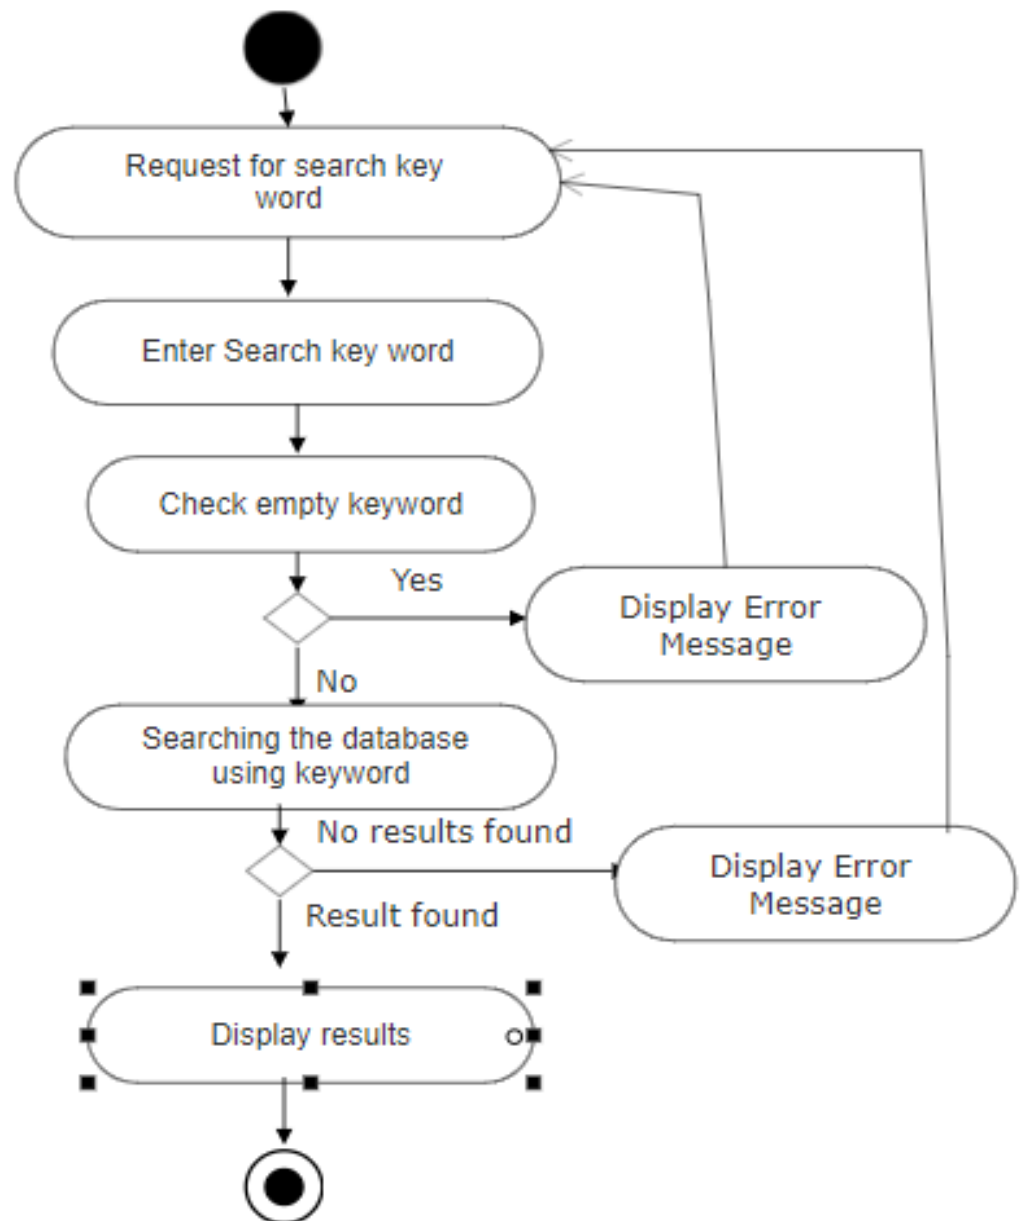 Request for search key
word
Enter Search key word
Check empty keyword
Yes
Display Error
Message
No
Searching the database
using keyword
No results found
Display Error
Message
Result found
Display results